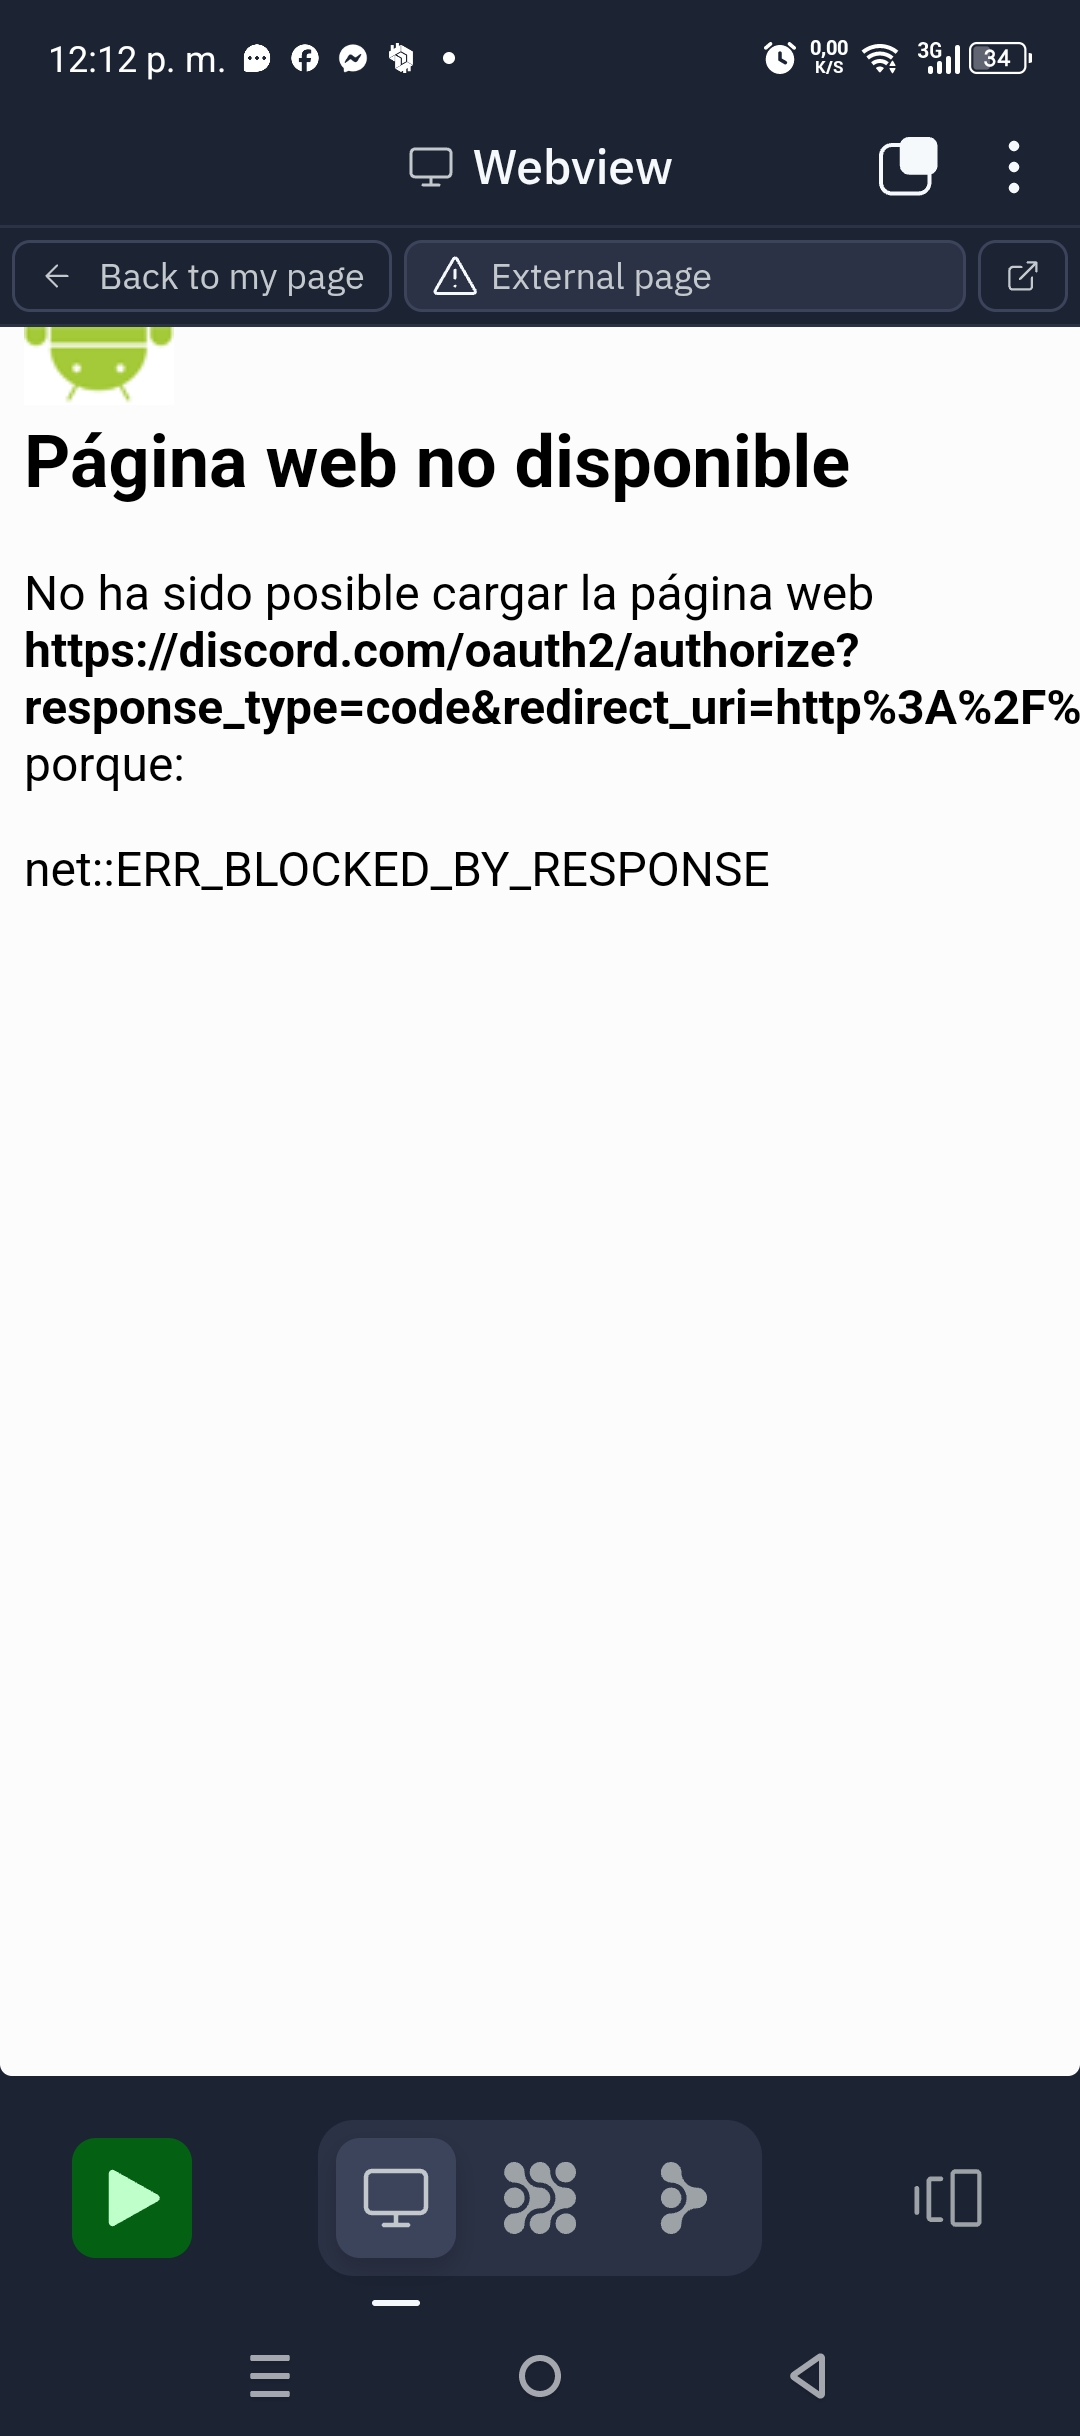 12:12 p. m.
0,00
K/S
3G
34
Webview
Back to my page
External page
Página web no disponible
No ha sido posible cargar la página web
https://discord.com/oauth2/authorize?
response_type=code&redirect_uri=http%3A%2F%
porque:
net::ERR_BLOCKED_BY_RESPONSE